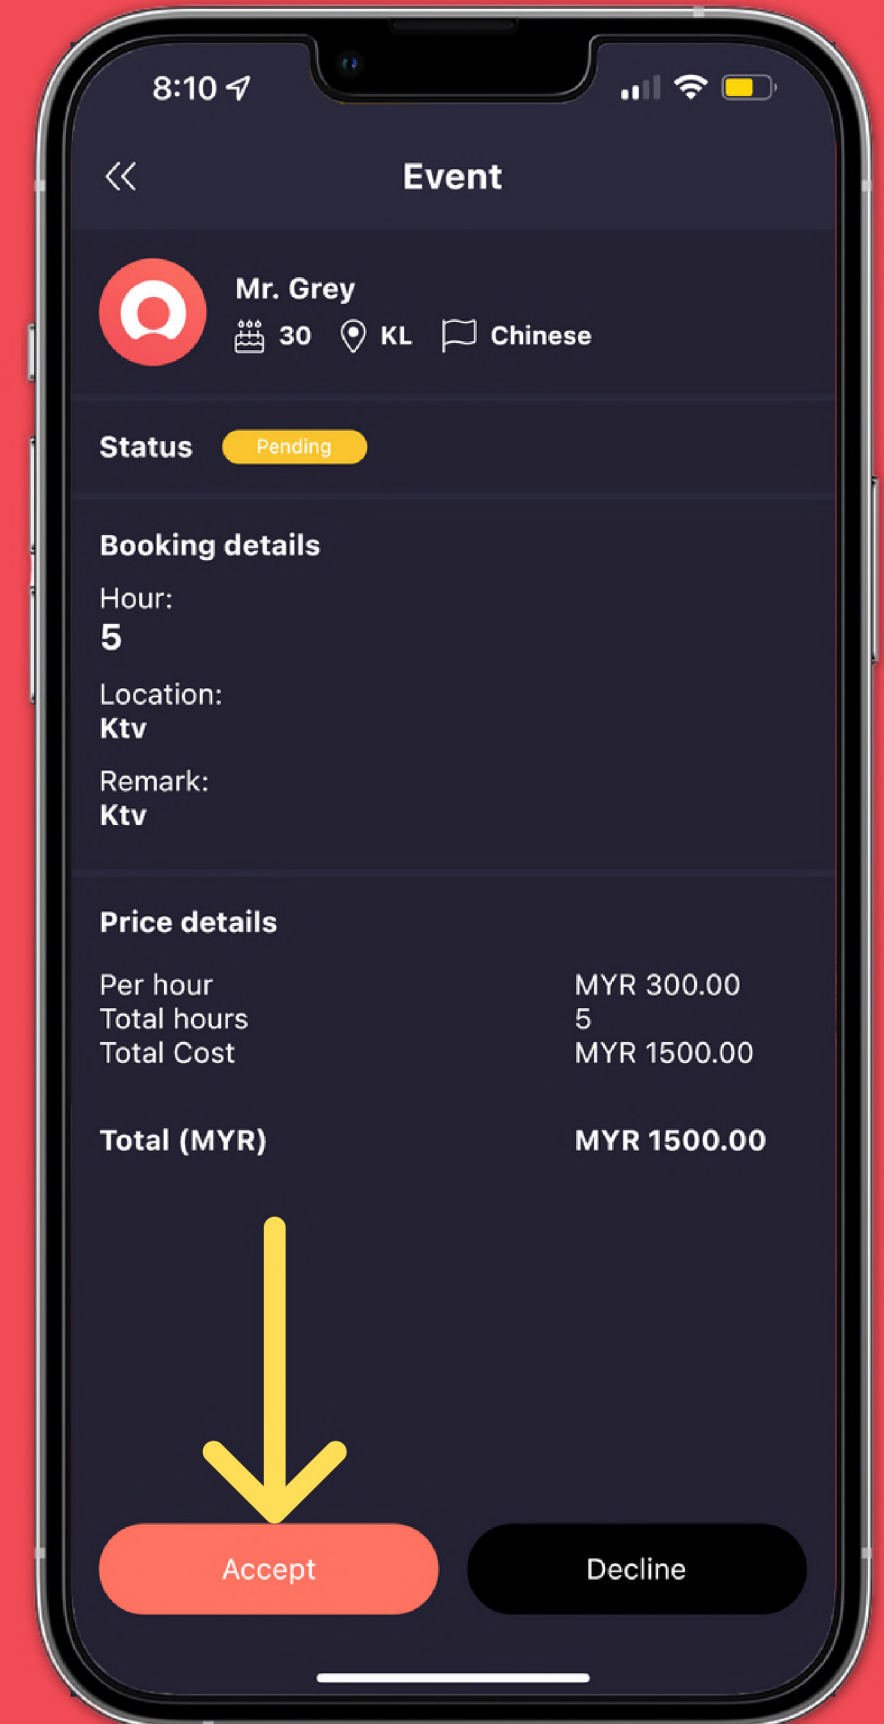 8:10
Event
Mr. Grey
30 KL Chinese
Status Pending
Booking details
Hour:
5
Location:
Ktv
Remark:
Ktv
Price details
Per hour MYR 300.00
Total hours 5
Total Cost MYR 1500.00
Total (MYR) MYR 1500.00
Accept Decline